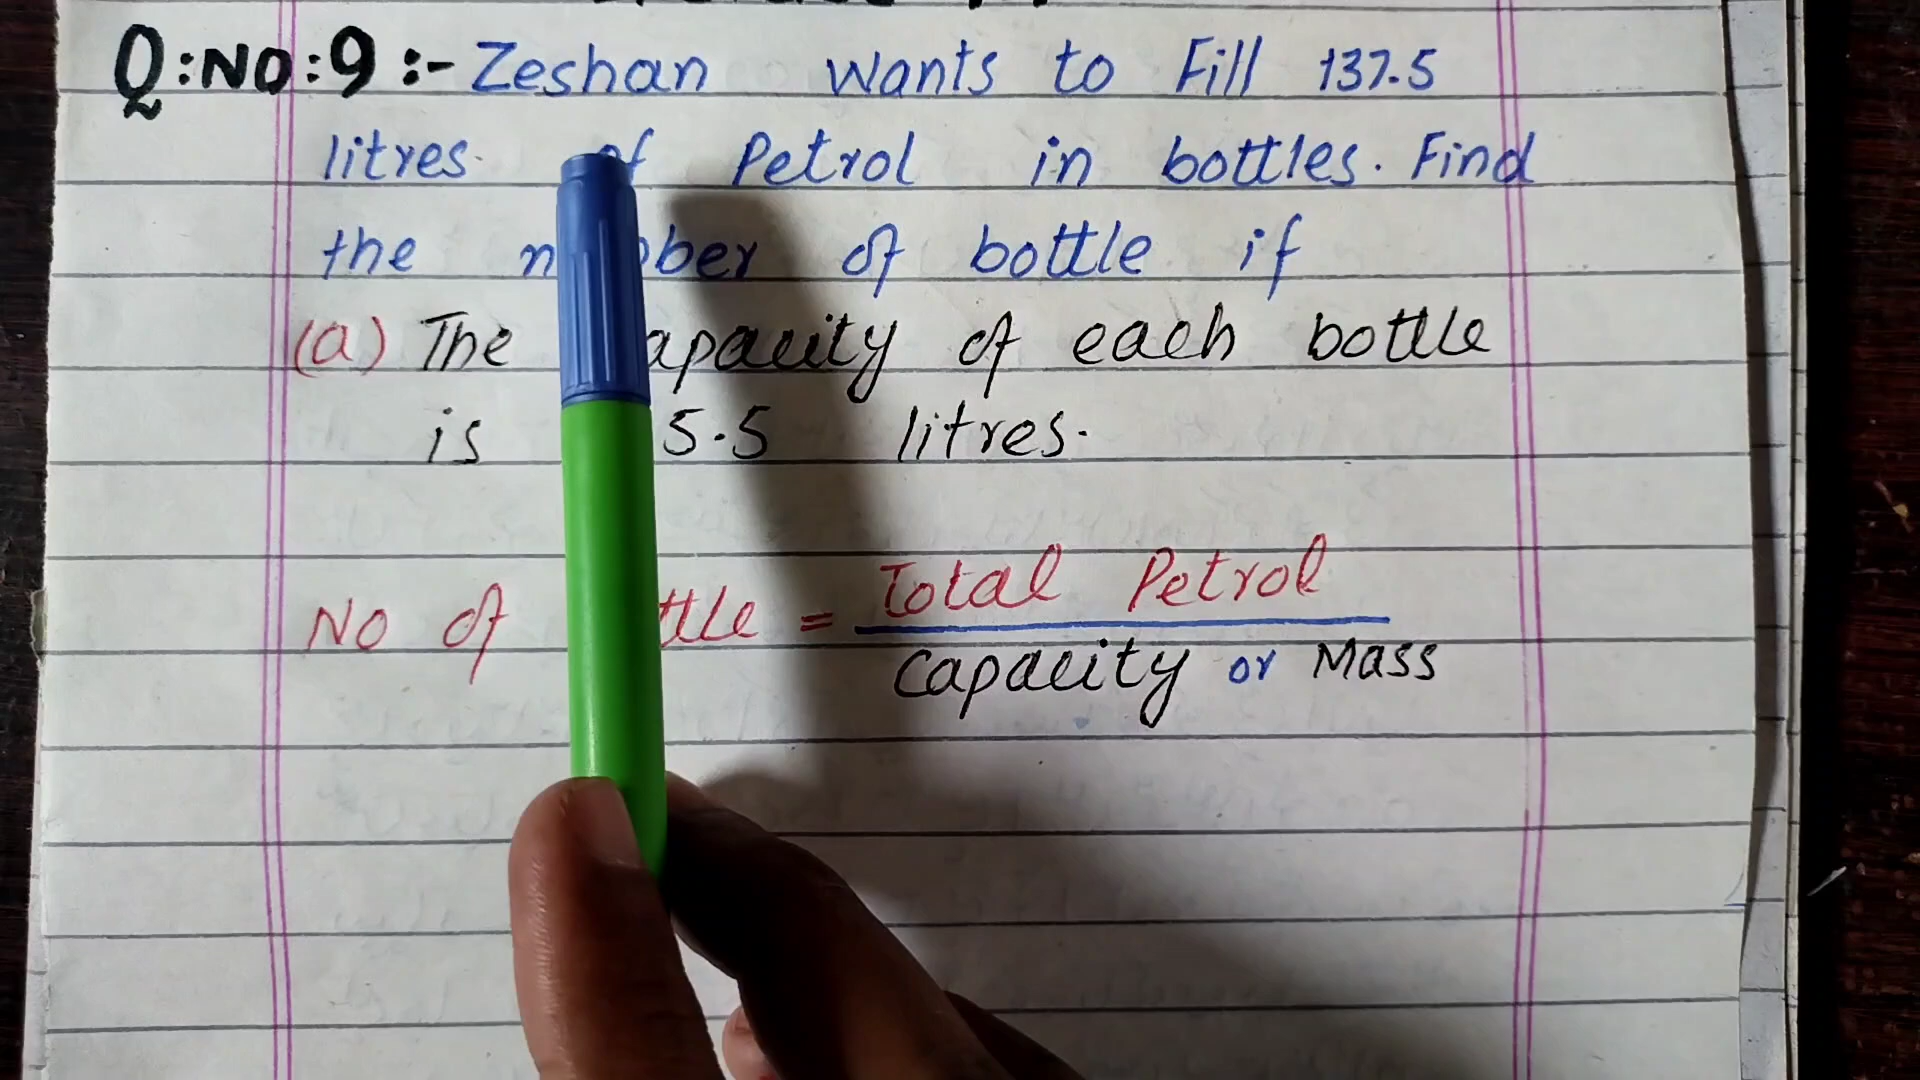 Q:NO:9:- Zeshan wants to Fill 137.5
litres of Petrol in bottles. Find
the of bottle if
(a) The of each bottle
is 5.5 litres.
No of = Total Petrol
Capacity or Mass